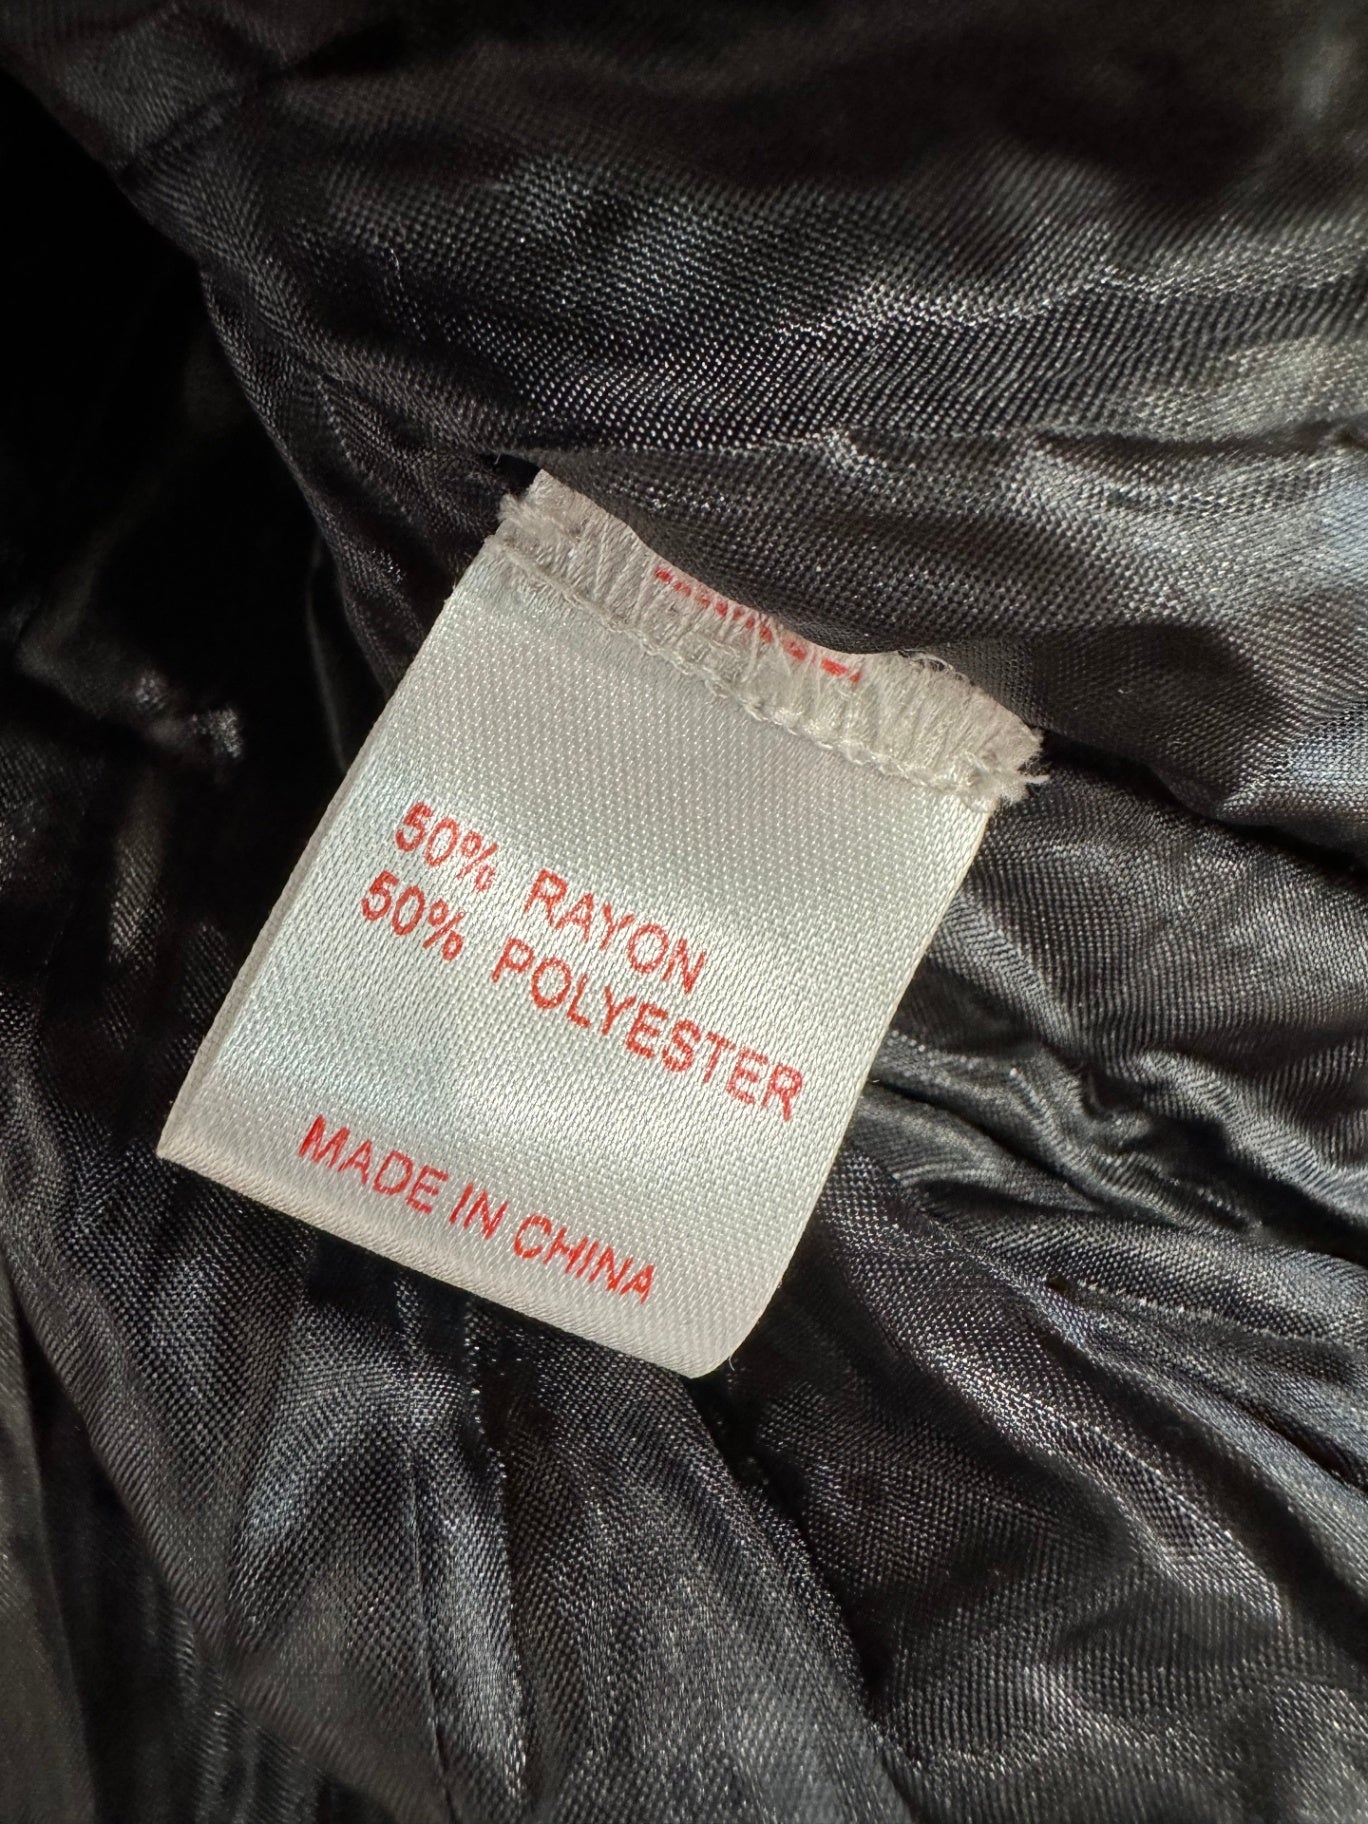 50% RAYON
50% POLYESTER
MADE IN CHINA